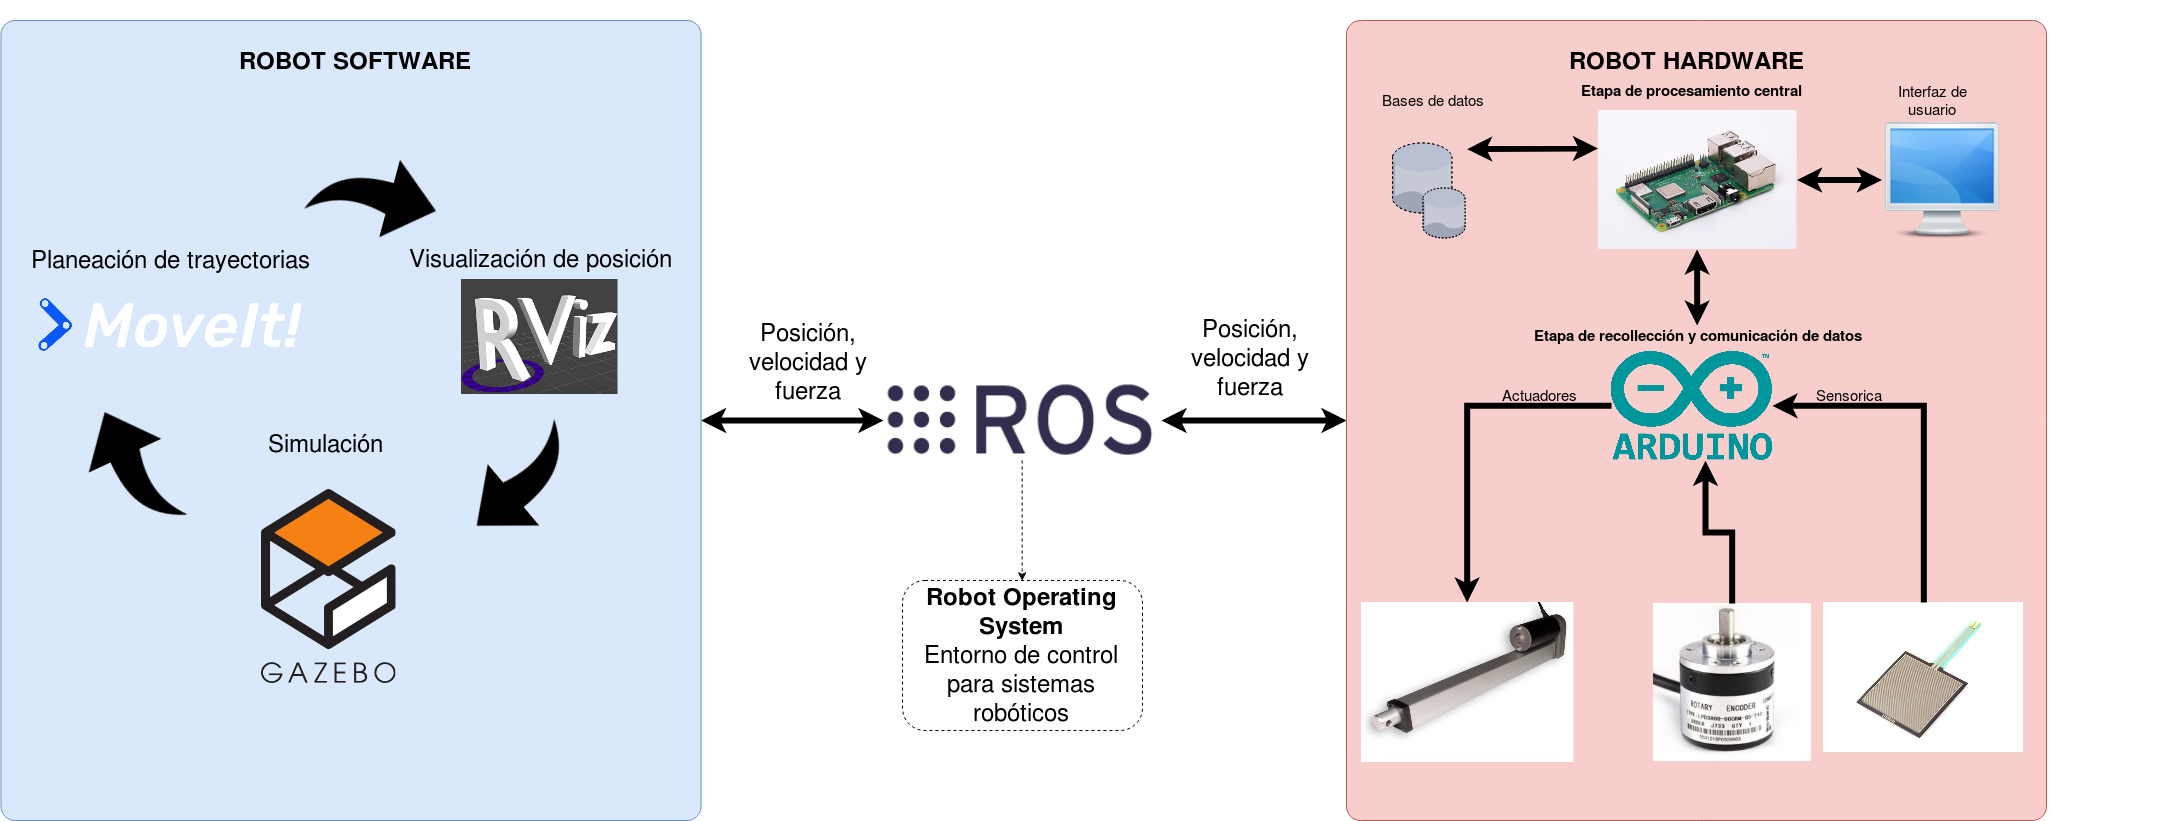 ROBOT SOFTWARE
Planeación de trayectorias
MoveIt!
Visualización de posición
RViz
Simulación
GAZEBO
Posición,
velocidad y
fuerza
ROS
Posición,
velocidad y
fuerza
Robot Operating
System
Entorno de control
para sistemas
robóticos
ROBOT HARDWARE
Etapa de procesamiento central
Bases de datos
Interfaz de
usuario
Etapa de recollección y comunicación de datos
Actuadores
Sensorica
TM
ARDUINO
ROTARY ENCODER